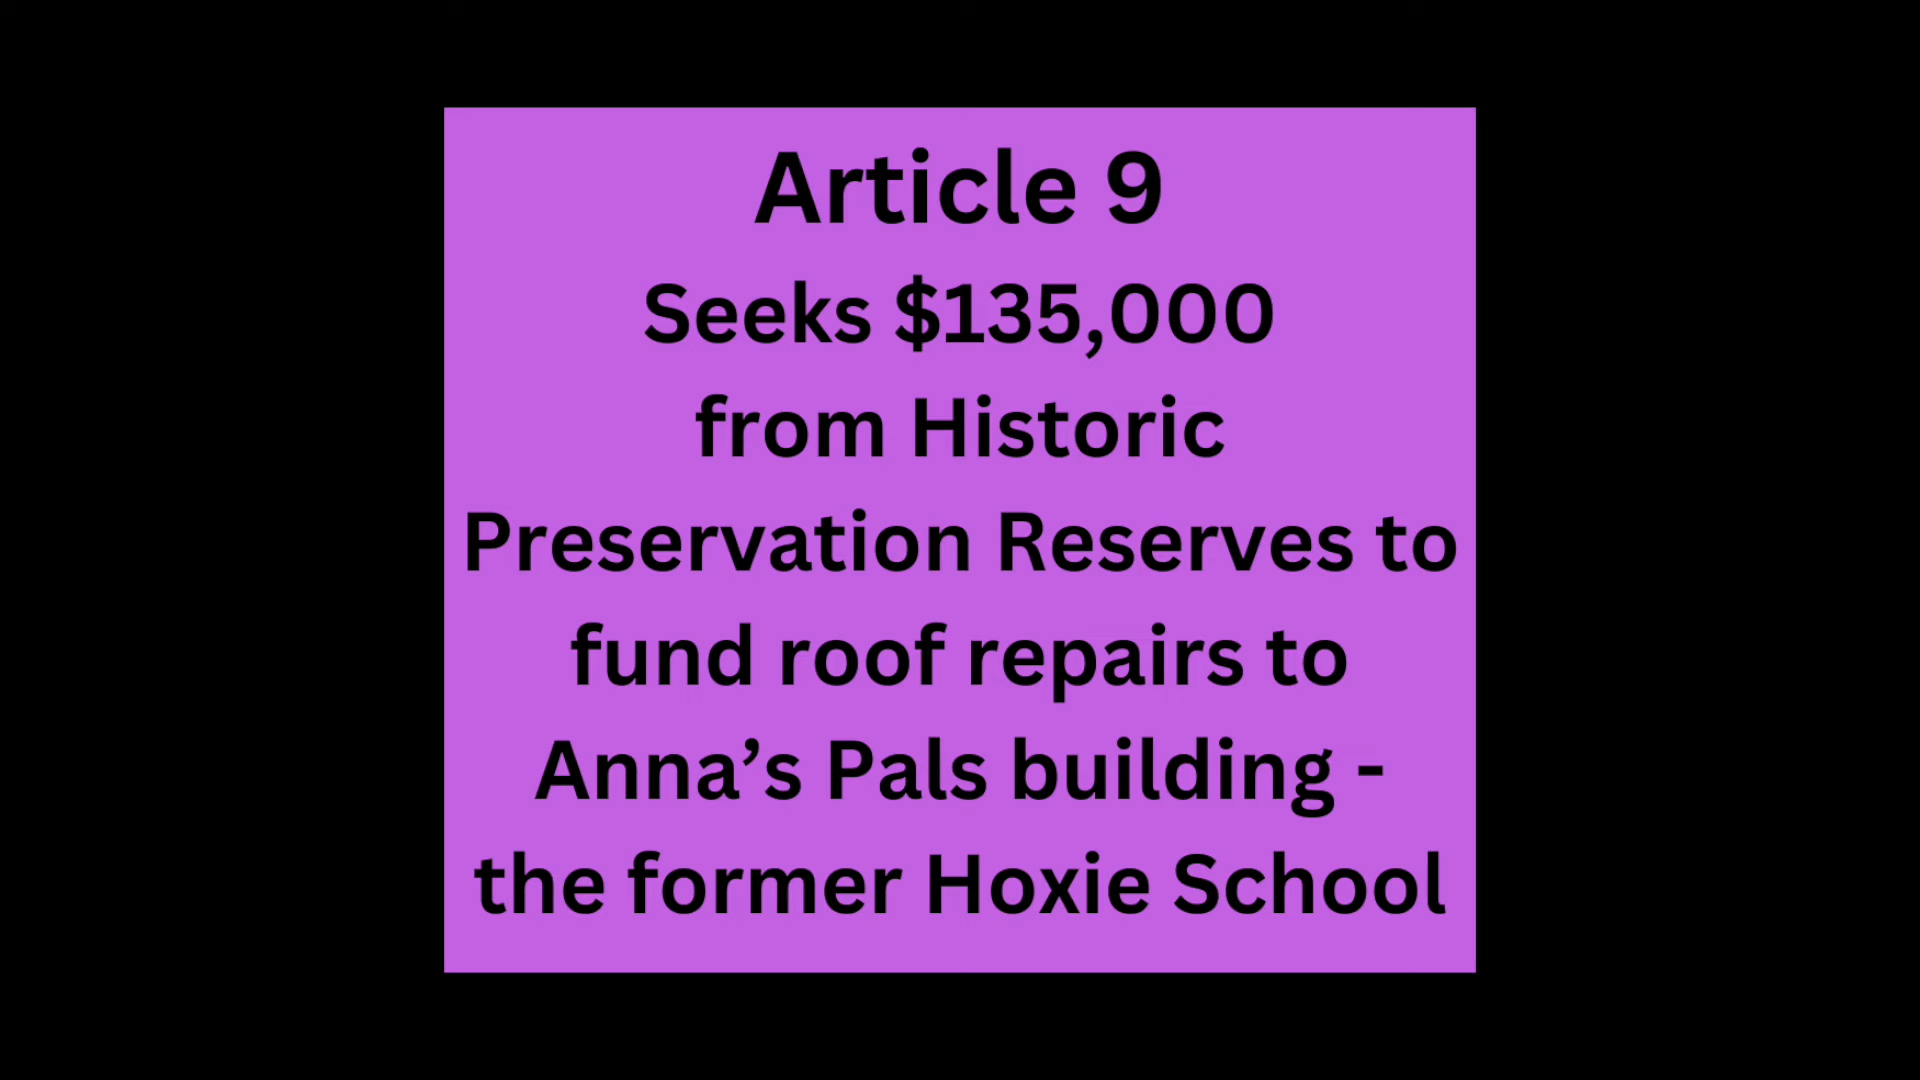 Article 9
Seeks $135,000
from Historic
Preservation Reserves to
fund roof repairs to
Anna’s Pals building -
the former Hoxie School